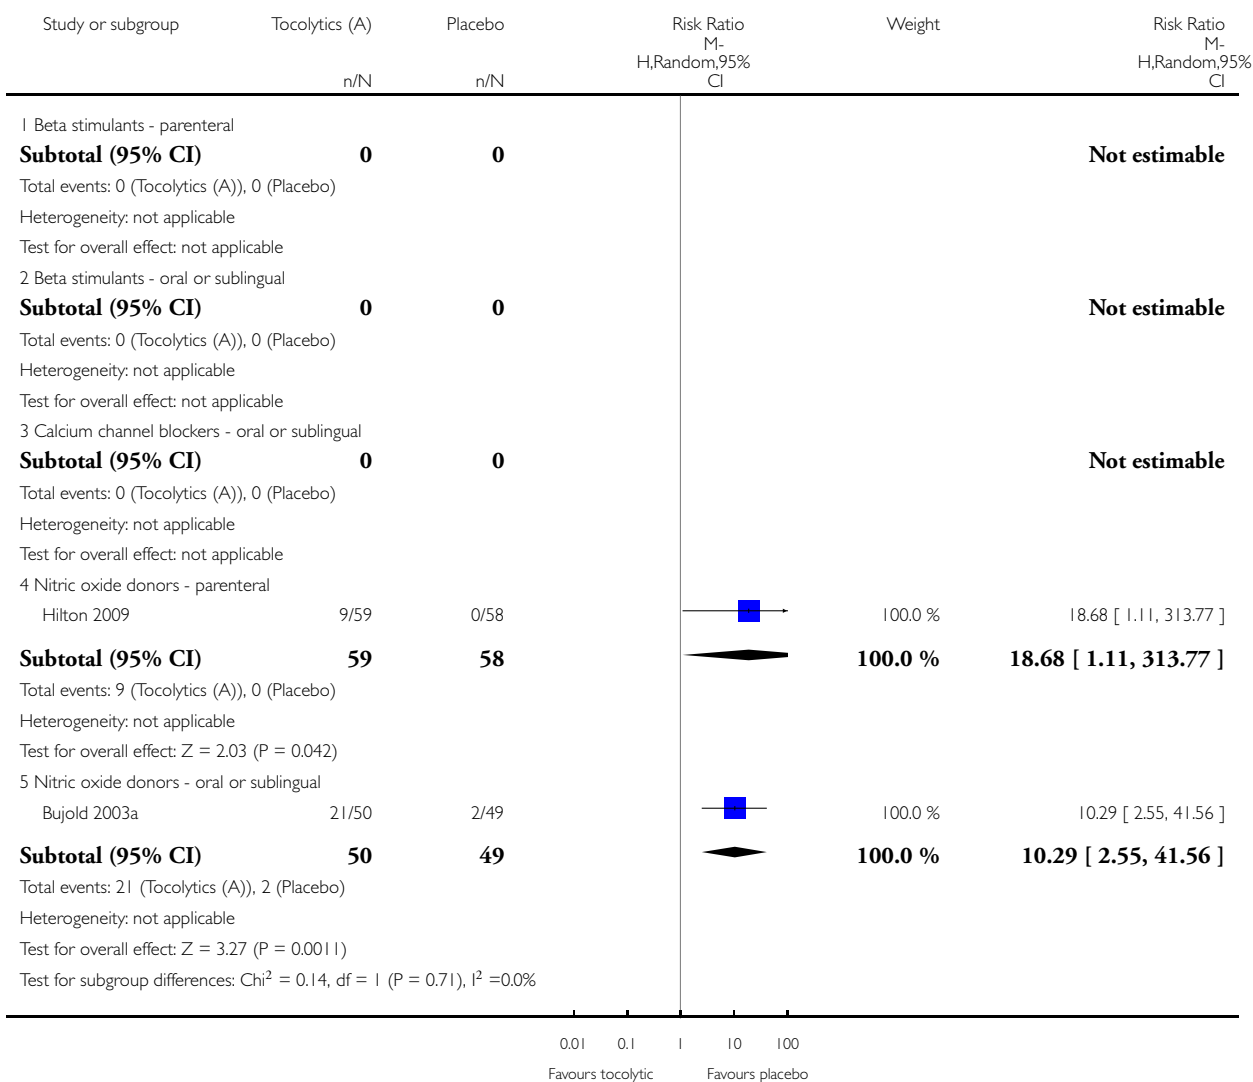 Study or subgroup Tocolytics (A) Placebo Risk Ratio Weight Risk Ratio
M-
H,Random,95%
CI
M-
H,Random,95%
CI
n/N n/N
1 Beta stimulants - parenteral
Subtotal (95% CI) 0 0 Not estimable
Total events: 0 (Tocolytics (A)), 0 (Placebo)
Heterogeneity: not applicable
Test for overall effect: not applicable
2 Beta stimulants - oral or sublingual
Subtotal (95% CI) 0 0 Not estimable
Total events: 0 (Tocolytics (A)), 0 (Placebo)
Heterogeneity: not applicable
Test for overall effect: not applicable
3 Calcium channel blockers - oral or sublingual
Subtotal (95% CI) 0 0 Not estimable
Total events: 0 (Tocolytics (A)), 0 (Placebo)
Heterogeneity: not applicable
Test for overall effect: not applicable
4 Nitric oxide donors - parenteral
Hilton 2009 9/59 0/58 100.0 % 18.68 [ 1.11, 313.77 ]
Subtotal (95% CI) 59 58 100.0 % 18.68 [ 1.11, 313.77 ]
Total events: 9 (Tocolytics (A)), 0 (Placebo)
Heterogeneity: not applicable
Test for overall effect: Z = 2.03 (P = 0.042)
5 Nitric oxide donors - oral or sublingual
Bujold 2003a 21/50 2/49 100.0 % 10.29 [ 2.55, 41.56 ]
Subtotal (95% CI) 50 49 100.0 % 10.29 [ 2.55, 41.56 ]
Total events: 21 (Tocolytics (A)), 2 (Placebo)
Heterogeneity: not applicable
Test for overall effect: Z = 3.27 (P = 0.0011)
Test for subgroup differences: Chi² = 0.14, df = 1 (P = 0.71), I² =0.0%
0.01 0.1 1 10 100
Favours tocolytic Favours placebo